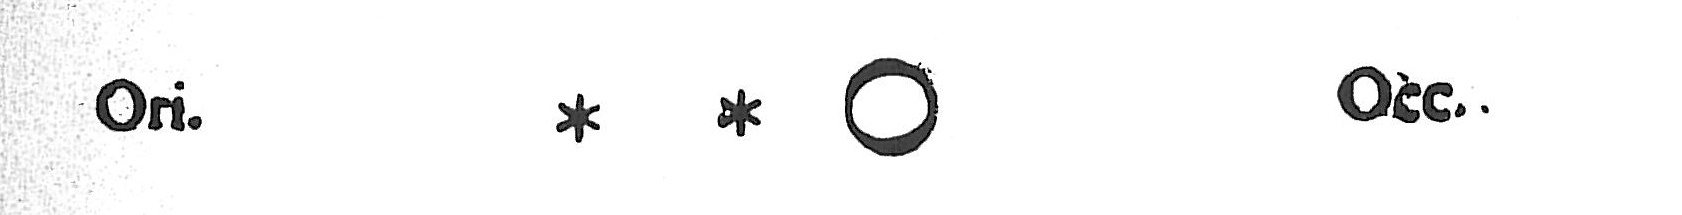 Ori. * * O Occ.